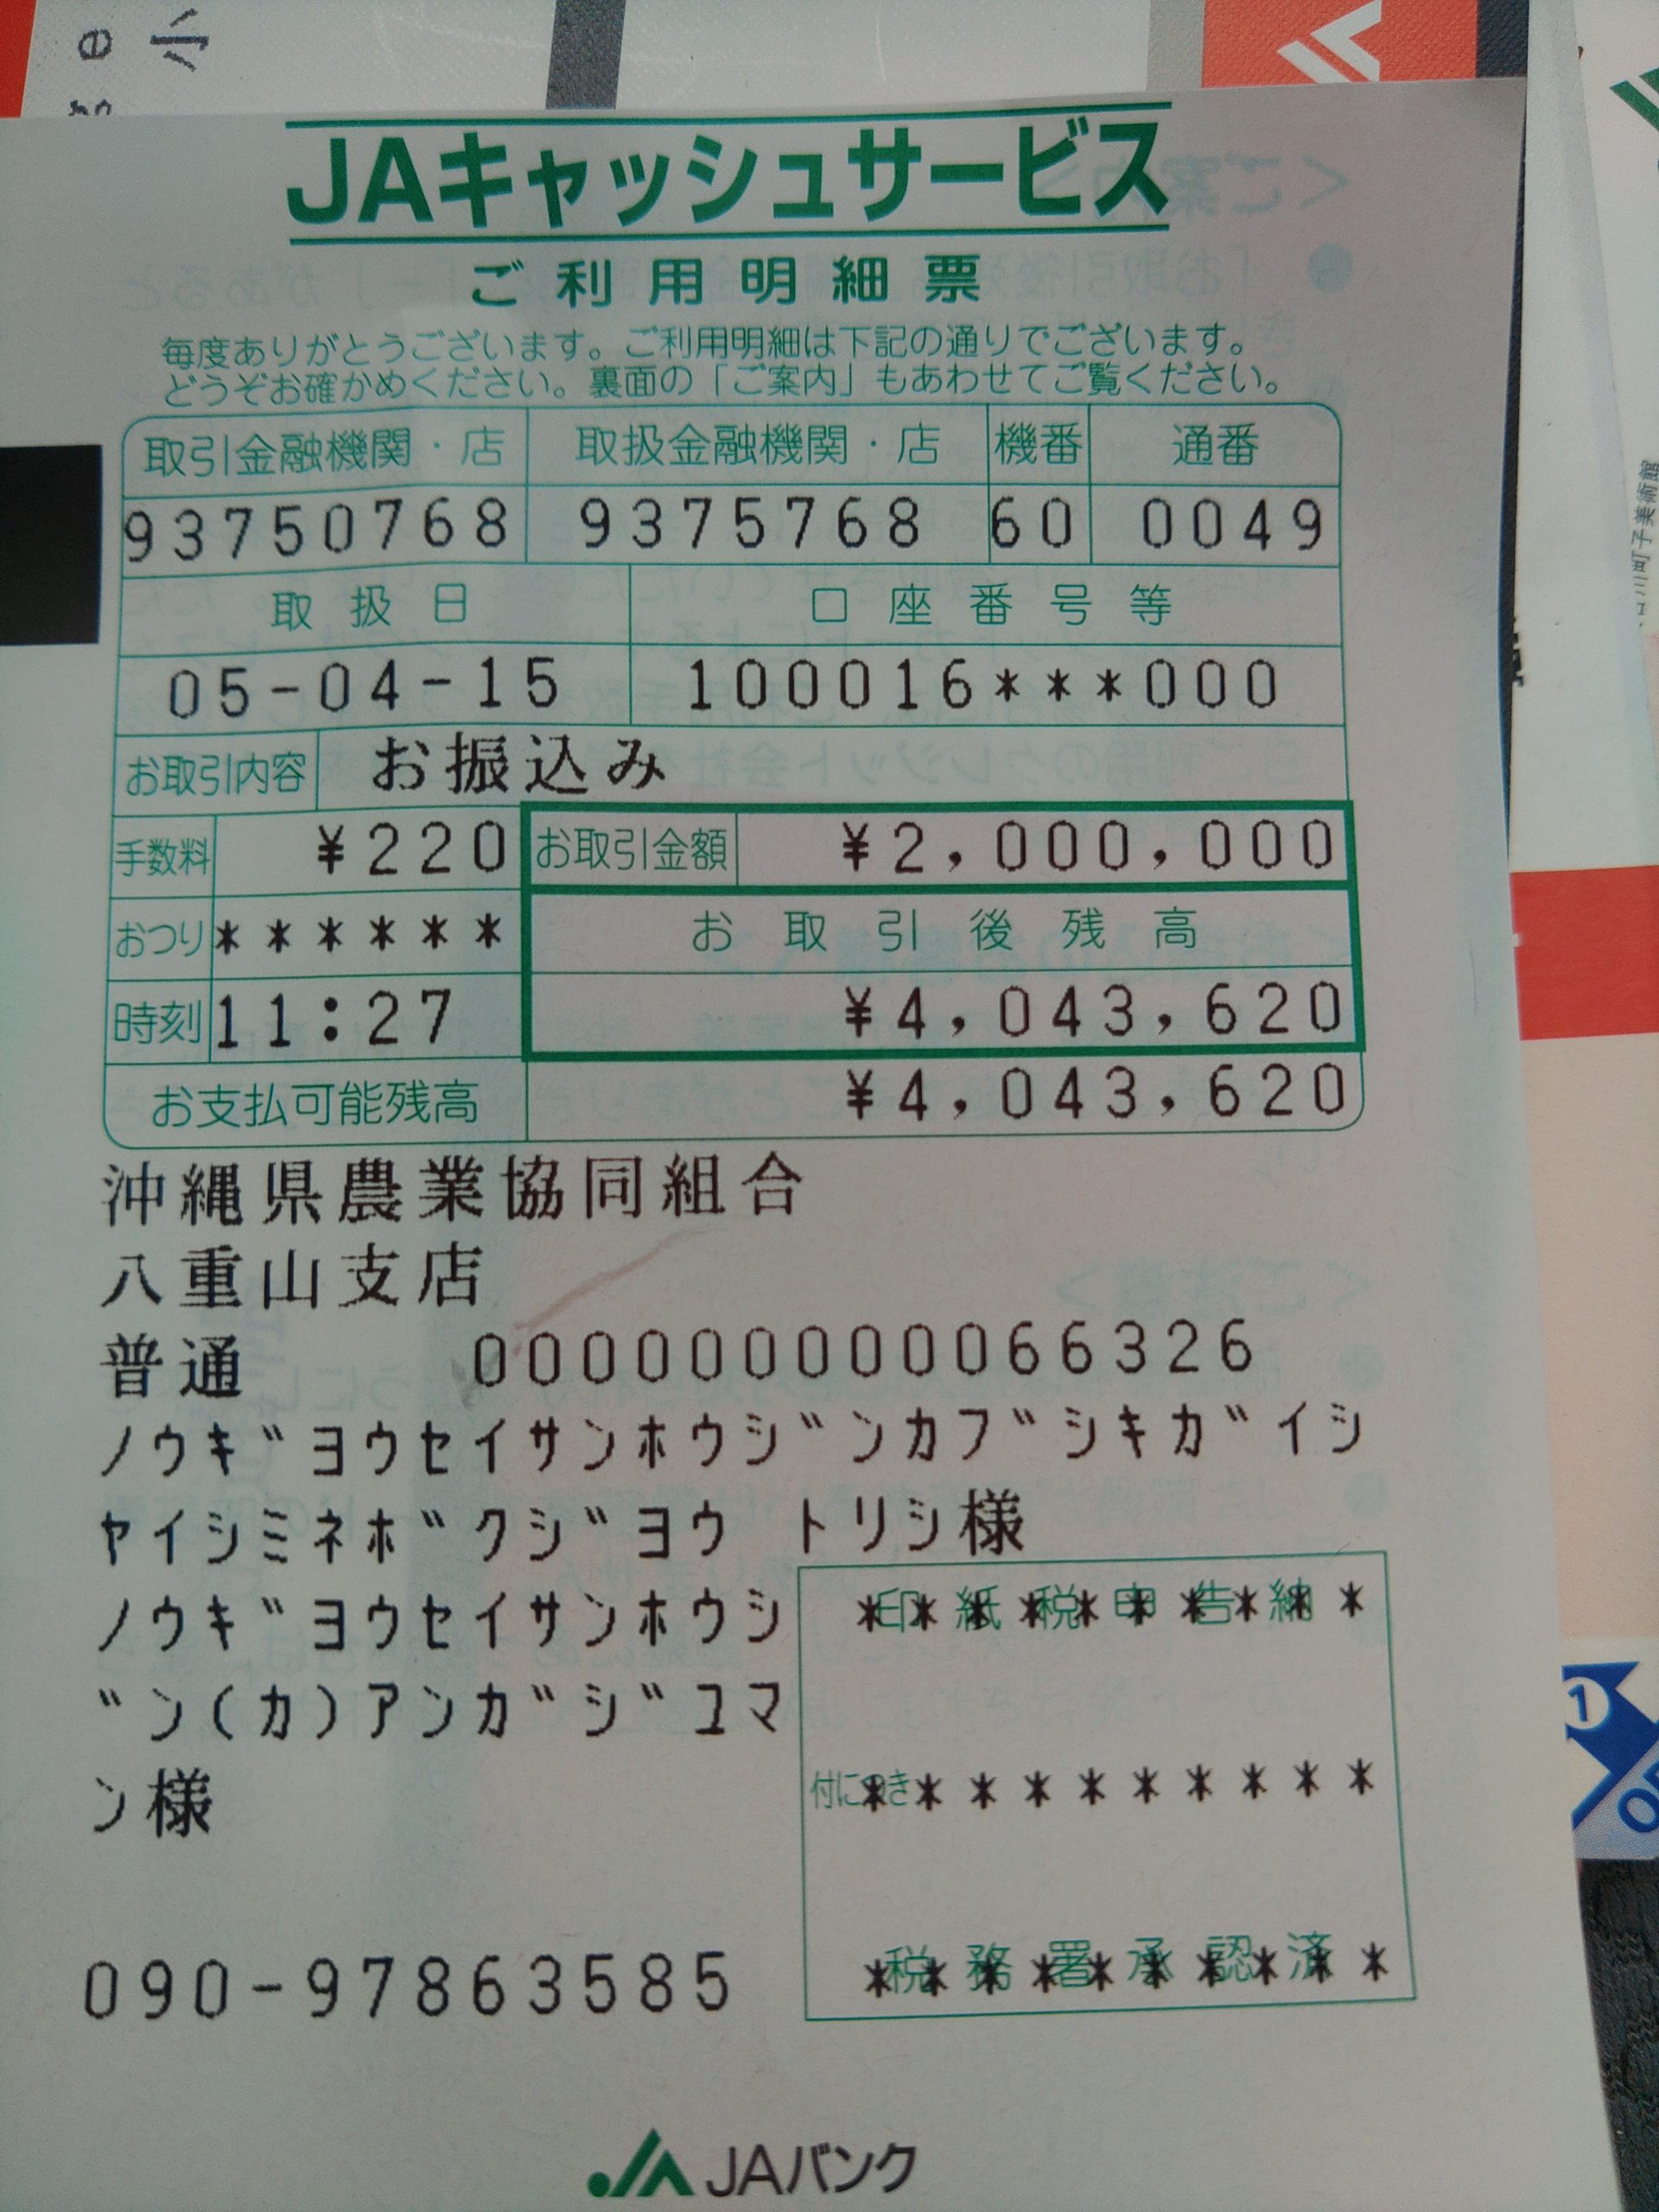 JAキャッシュサービス
ご利用明細票
毎度ありがとうございます。ご利用明細は下記の通りでございます。
どうぞお確かめください。裏面の「ご案内」もあわせてご覧ください。
取引金融機関・店 取扱金融機関・店 機番 通番
93750768 9375768 60 0049
取扱日 口座番号等
05-04-15 100016***000
お取引内容 お振込み
手数料 ¥220 お取引金額 ¥2,000,000
おつり ****** お取引後残高
時刻 11:27 ¥4,043,620
お支払可能残高 ¥4,043,620
沖縄県農業協同組合
八重山支店
普通 000000000066326
ノウギヨウセイサンホウジンカブシキガイシ
ヤイシミネボクジヨウ トリシ様
ノウギヨウセイサンホウシ
゛ン(カ)アンガジユマ
ン様
印紙税申告納
付につき
税務署承認済
090-97863585
JAバンク